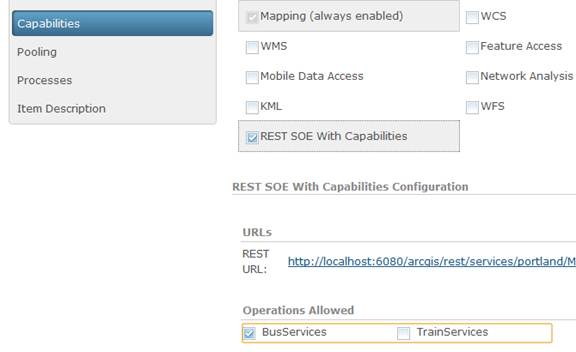 Capabilities
Pooling
Processes
Item Description
Mapping (always enabled)
WCS
WMS
Feature Access
Mobile Data Access
Network Analysis
KML
WFS
REST SOE With Capabilities
REST SOE With Capabilities Configuration
URLs
REST URL:
http://localhost:6080/arcgis/rest/services/portland/M
Operations Allowed
BusServices
TrainServices